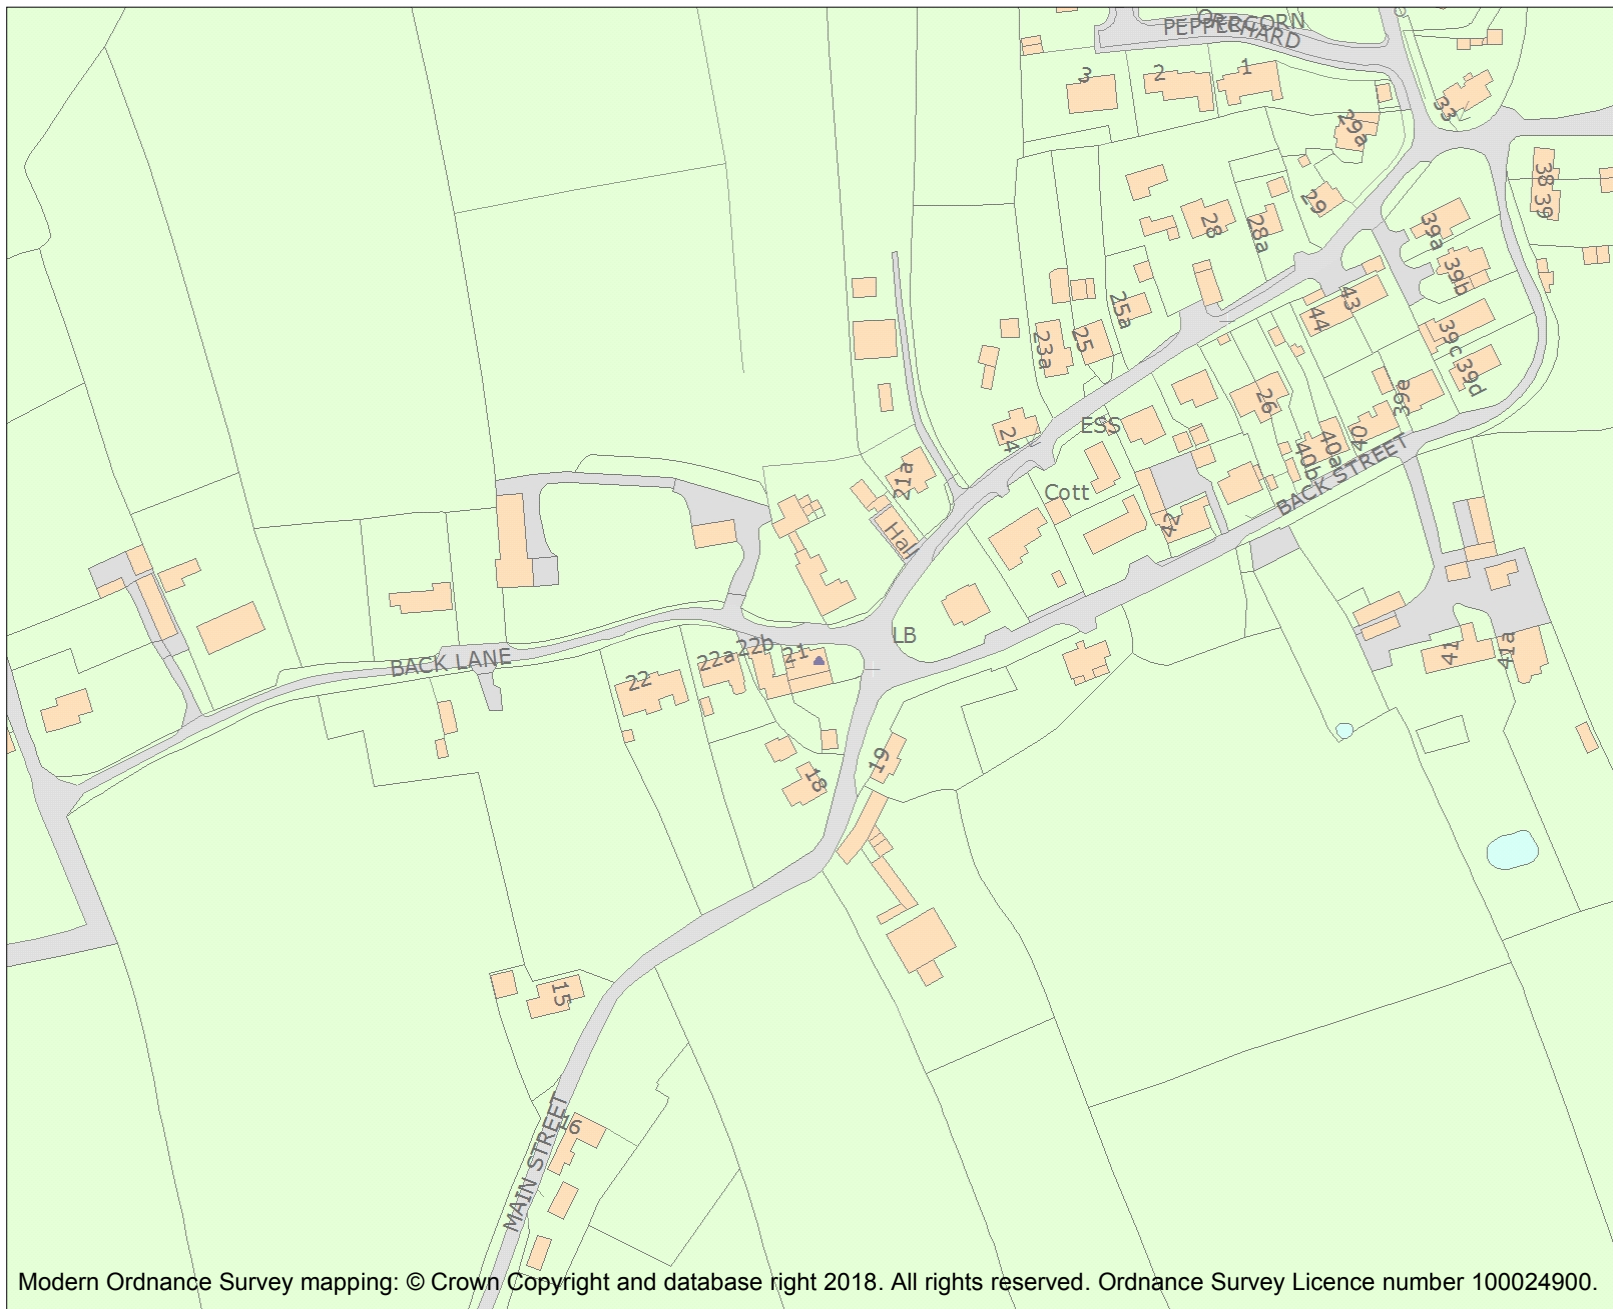 PEPPERCORN
ORCHARD
3
2
1
33
29a
38
39
29
28
28a
39a
39b
25a
43
44
23a
25
39c
39d
26
39e
24
ESS
40
40a
40b
BACK STREET
21a
Cott
42
Hall
LB
BACK LANE
22b
21
22a
22
41
41a
19
18
15
16
MAIN STREET
Modern Ordnance Survey mapping: © Crown Copyright and database right 2018. All rights reserved. Ordnance Survey Licence number 100024900.